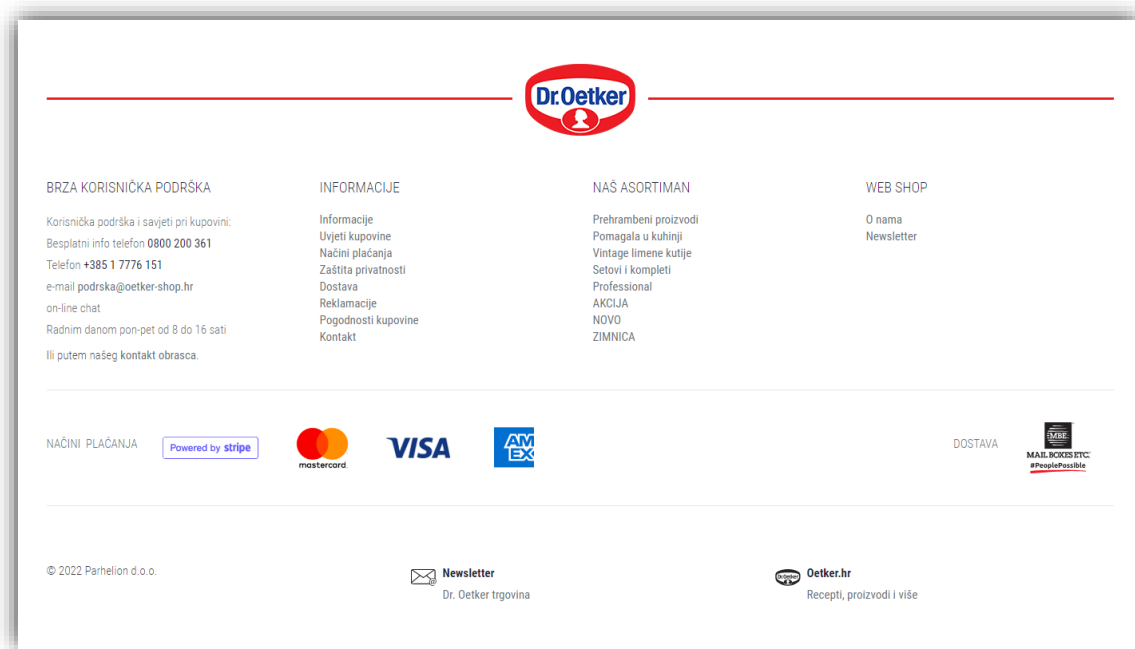 Dr.Oetker
BRZA KORISNIČKA PODRŠKA
Korisnička podrška i savjeti pri kupovini:
Besplatni info telefon 0800 200 361
Telefon +385 1 7776 151
e-mail podrska@oetker-shop.hr
on-line chat
Radnim danom pon-pet od 8 do 16 sati
Ili putem našeg kontakt obrasca.
INFORMACIJE
Informacije
Uvjeti kupovine
Načini plaćanja
Zaštita privatnosti
Dostava
Reklamacije
Pogodnosti kupovine
Kontakt
NAŠ ASORTIMAN
Prehrambeni proizvodi
Pomagala u kuhinji
Vintage limene kutije
Setovi i kompleti
Professional
AKCIJA
NOVO
ZIMNICA
WEB SHOP
O nama
Newsletter
NAČINI PLAĆANJA
Powered by stripe
mastercard.
VISA
AM
EX
DOSTAVA
MBE
MAIL BOXES ETC.
#PeoplePossible
© 2022 Parhelion d.o.o.
Newsletter
Dr. Oetker trgovina
Dr.Oetker
Oetker.hr
Recepti, proizvodi i više